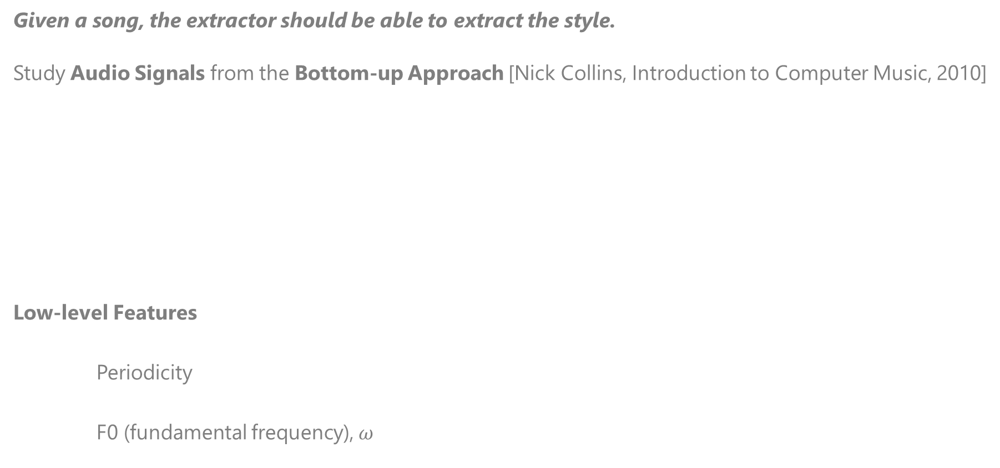 Given a song, the extractor should be able to extract the style.
Study Audio Signals from the Bottom-up Approach [Nick Collins, Introduction to Computer Music, 2010]
Low-level Features
Periodicity
F0 (fundamental frequency), ω